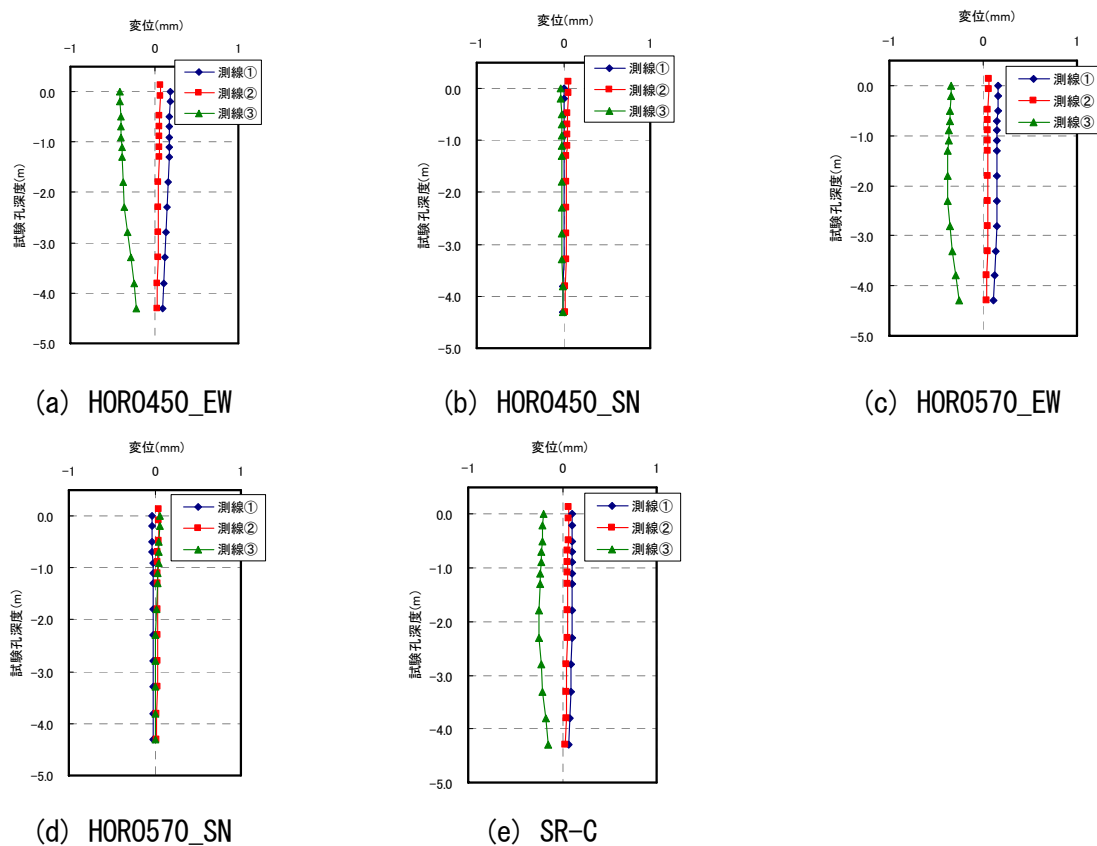 変位(mm)
-1 0 1
測線①
測線②
測線③
0.0
-1.0
-2.0
-3.0
-4.0
-5.0
試験孔深度(m)
(a) HORO450_EW
変位(mm)
-1 0 1
測線①
測線②
測線③
0.0
-1.0
-2.0
-3.0
-4.0
-5.0
試験孔深度(m)
(b) HORO450_SN
変位(mm)
-1 0 1
測線①
測線②
測線③
0.0
-1.0
-2.0
-3.0
-4.0
-5.0
試験孔深度(m)
(c) HORO570_EW
変位(mm)
-1 0 1
測線①
測線②
測線③
0.0
-1.0
-2.0
-3.0
-4.0
-5.0
試験孔深度(m)
(d) HORO570_SN
変位(mm)
-1 0 1
測線①
測線②
測線③
0.0
-1.0
-2.0
-3.0
-4.0
-5.0
試験孔深度(m)
(e) SR-C